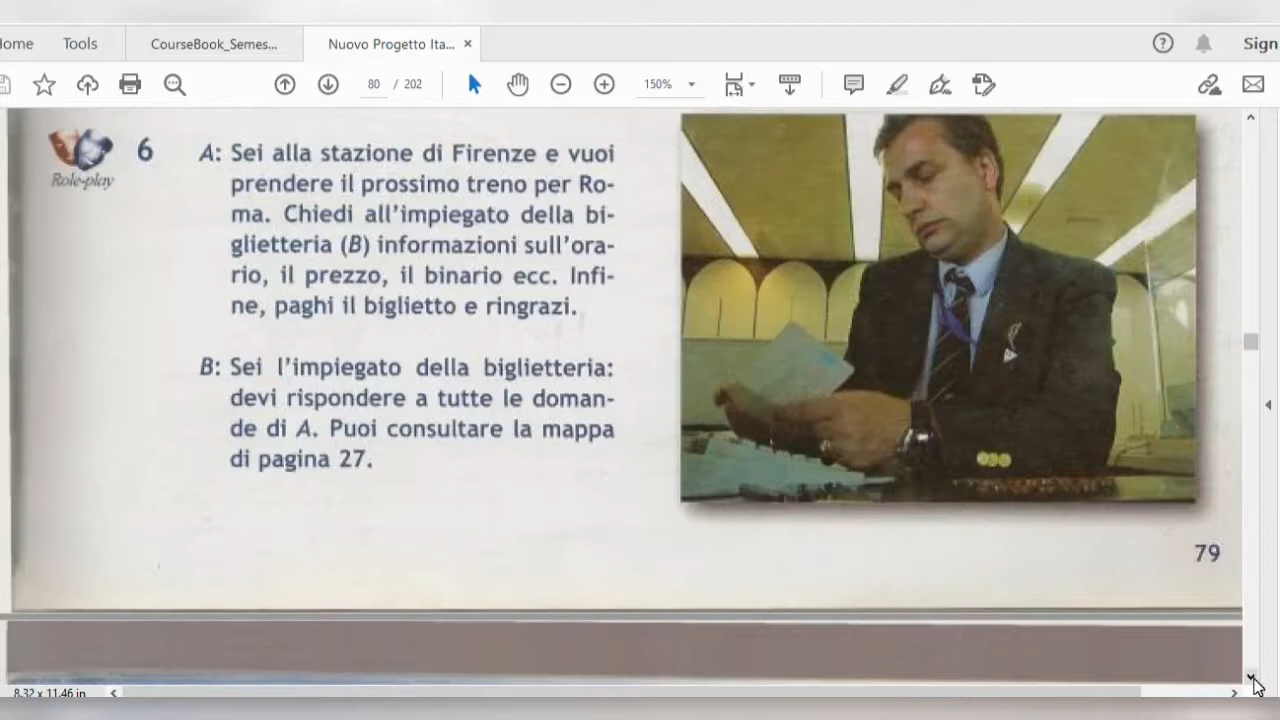 Home Tools CourseBook_Semes... Nuovo Progetto Ita... × Sign
80 / 202 150%
Role-play
6
A: Sei alla stazione di Firenze e vuoi
prendere il prossimo treno per Ro-
ma. Chiedi all'impiegato della bi-
glietteria (B) informazioni sull'ora-
rio, il prezzo, il binario ecc. Infi-
ne, paghi il biglietto e ringrazi.
B: Sei l'impiegato della biglietteria:
devi rispondere a tutte le doman-
de di A. Puoi consultare la mappa
di pagina 27.
79
8.32 x 11.46 in